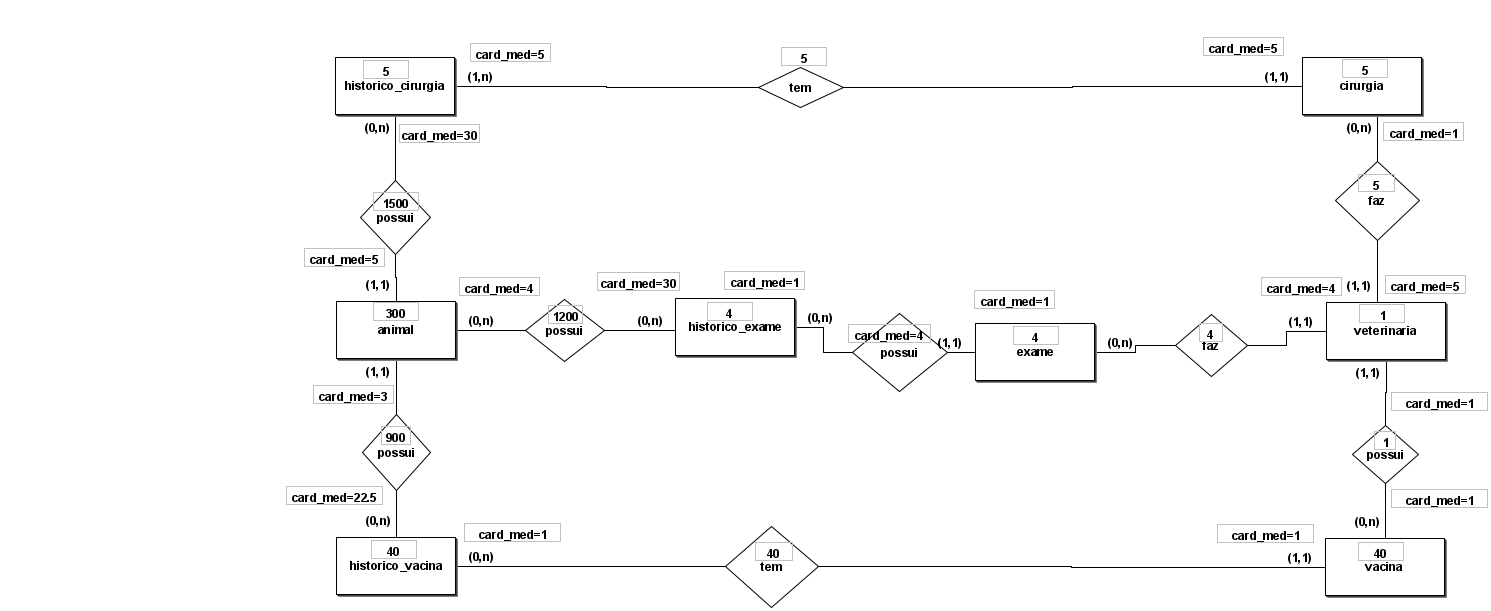 card_med=5
5
card_med=5
5
historico_cirurgia
(1,n)
tem
(1,1)
5
cirurgia
(0,n)
card_med=30
(0,n)
card_med=1
1500
possui
5
faz
card_med=5
(1,1)
card_med=4
card_med=30
card_med=1
card_med=1
card_med=4
(1,1)
card_med=5
300
animal
(0,n)
1200
possui
(0,n)
4
historico_exame
(0,n)
card_med=4
possui
(1,1)
4
exame
(0,n)
4
faz
(1,1)
1
veterinaria
(1,1)
card_med=3
(1,1)
card_med=1
900
possui
1
possui
card_med=22.5
(0,n)
card_med=1
(0,n)
40
historico_vacina
card_med=1
(0,n)
40
tem
card_med=1
(1,1)
40
vacina